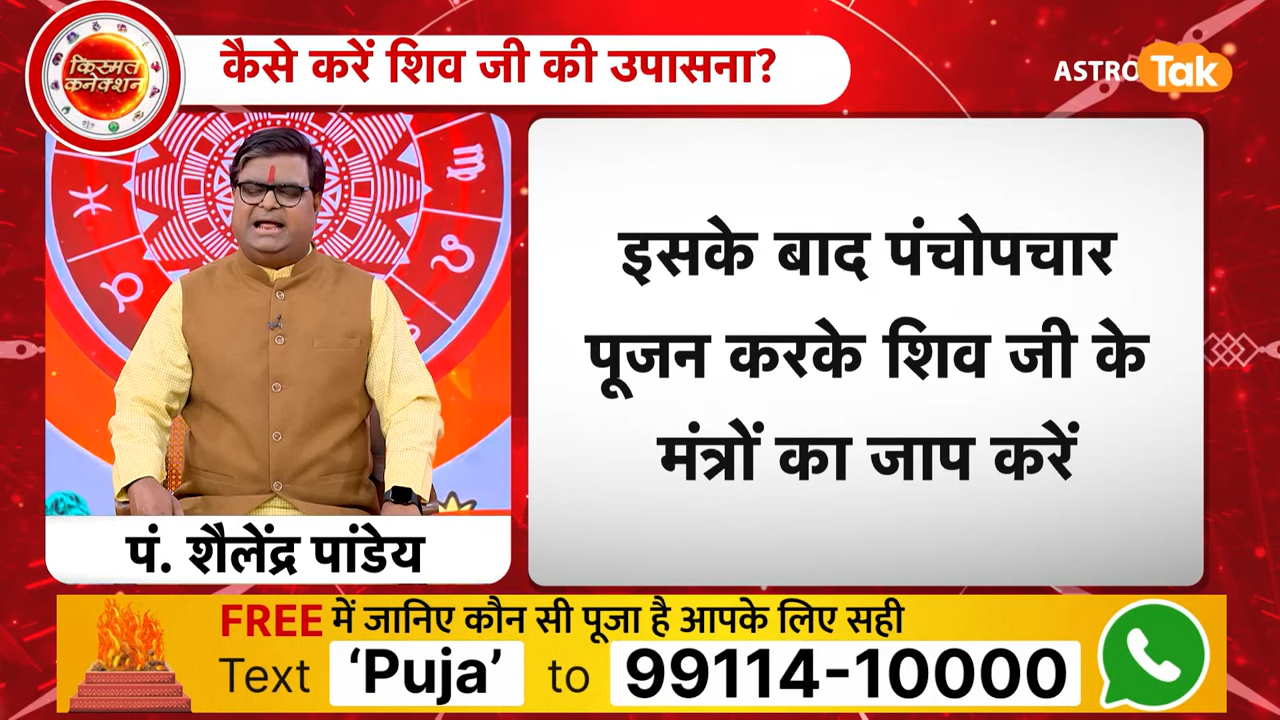 किस्मत
कनेक्शन
कैसे करें शिव जी की उपासना?
ASTRO Tak
इसके बाद पंचोपचार
पूजन करके शिव जी के
मंत्रों का जाप करें
पं. शैलेंद्र पांडेय
FREE में जानिए कौन सी पूजा है आपके लिए सही
Text 'Puja' to 99114-10000